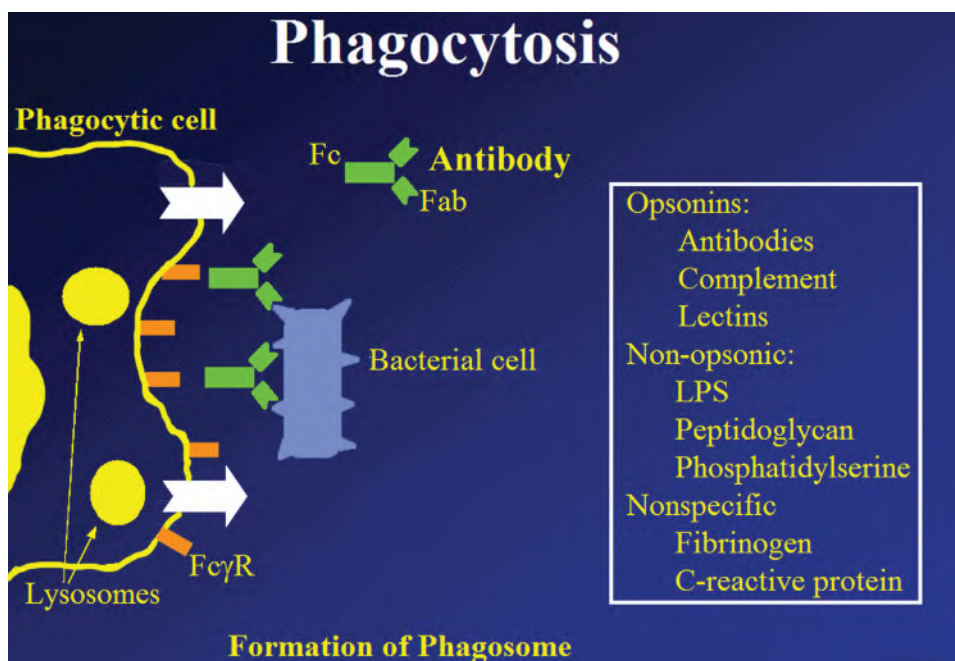 Phagocytosis
Phagocytic cell
Fc
Antibody
Fab
Bacterial cell
FcγR
Lysosomes
Opsonins:
Antibodies
Complement
Lectins
Non-opsonic:
LPS
Peptidoglycan
Phosphatidylserine
Nonspecific
Fibrinogen
C-reactive protein
Formation of Phagosome